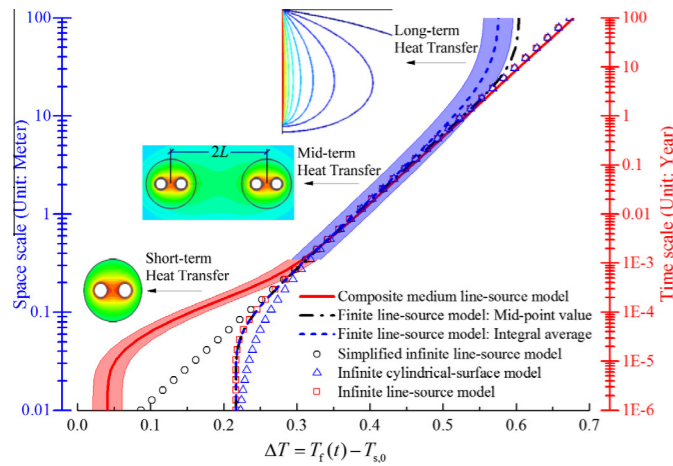 100
10
1
0.1
0.01
Space scale (Unit: Meter)
Long-term
Heat Transfer
2L
Mid-term
Heat Transfer
Short-term
Heat Transfer
Composite medium line-source model
Finite line-source model: Mid-point value
Finite line-source model: Integral average
Simplified infinite line-source model
Infinite cylindrical-surface model
Infinite line-source model
100
10
1
0.1
0.01
1E-3
1E-4
1E-5
1E-6
Time scale (Unit: Year)
0.0 0.1 0.2 0.3 0.4 0.5 0.6 0.7
ΔT = T_f(t) − T_s,0